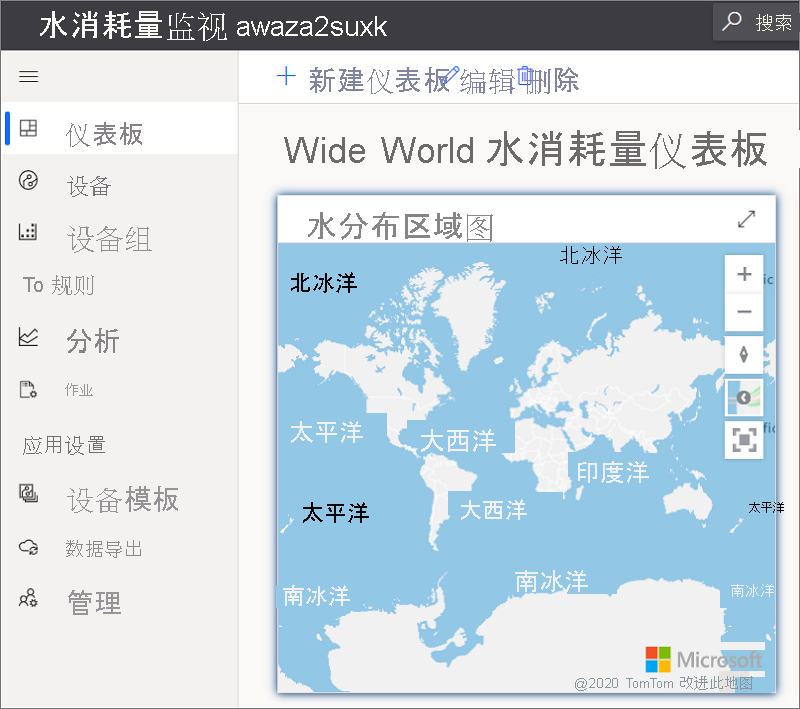 水消耗量监视 awaza2suxk
搜索
新建仪表板 编辑 删除
仪表板
设备
设备组
To 规则
分析
作业
应用设置
设备模板
数据导出
管理
Wide World 水消耗量仪表板
水分布区域图
北冰洋
北冰洋
ic
太平洋
大西洋
fic
印度洋
太平洋
大西洋
太平洋
南冰洋
南冰洋
南冰洋
Microsoft
@2020 TomTom 改进此地图